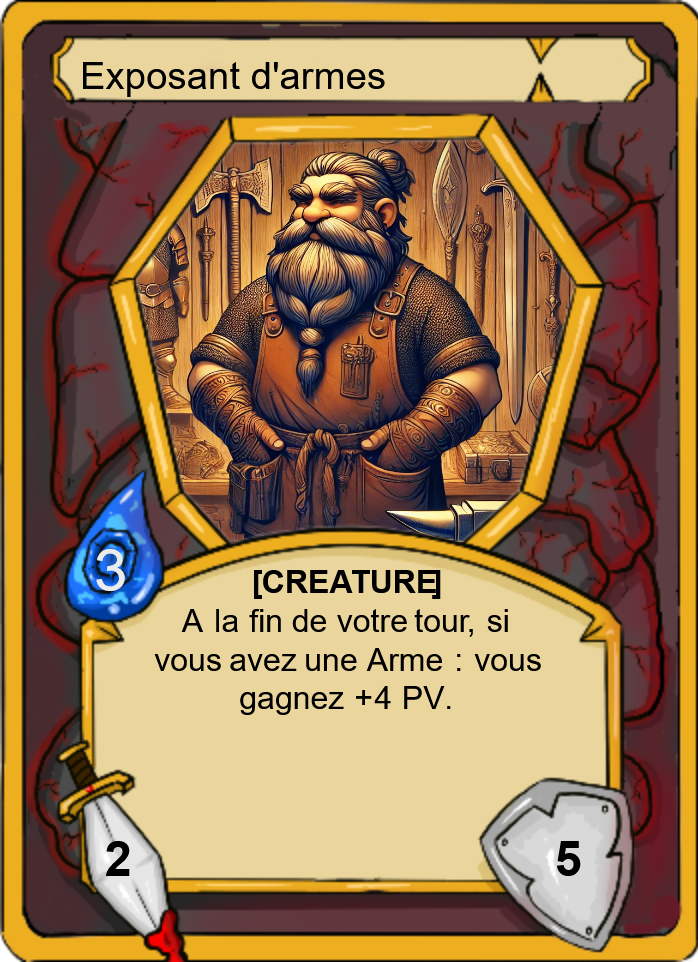 Exposant d'armes
3
[CREATURE]
A la fin de votre tour, si
vous avez une Arme : vous
gagnez +4 PV.
2
5